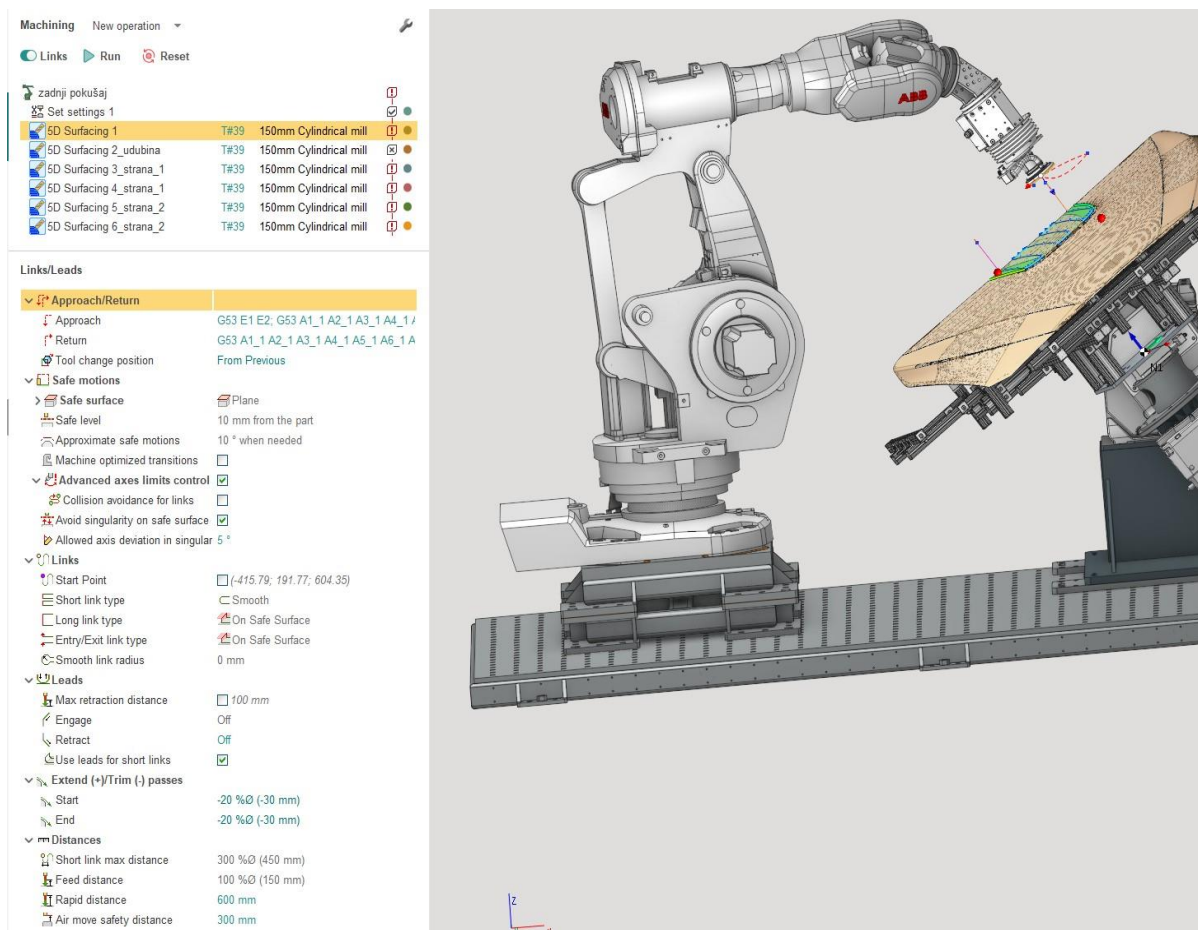 Machining New operation
Links Run Reset
zadnji pokušaj
Set settings 1
5D Surfacing 1 T#39 150mm Cylindrical mill
5D Surfacing 2_udubina T#39 150mm Cylindrical mill
5D Surfacing 3_strana_1 T#39 150mm Cylindrical mill
5D Surfacing 4_strana_1 T#39 150mm Cylindrical mill
5D Surfacing 5_strana_2 T#39 150mm Cylindrical mill
5D Surfacing 6_strana_2 T#39 150mm Cylindrical mill
Links/Leads
Approach/Return
Approach G53 E1 E2; G53 A1_1 A2_1 A3_1 A4_1 A
Return G53 A1_1 A2_1 A3_1 A4_1 A5_1 A6_1 A
Tool change position From Previous
Safe motions
Safe surface Plane
Safe level 10 mm from the part
Approximate safe motions 10 ° when needed
Machine optimized transitions
Advanced axes limits control
Collision avoidance for links
Avoid singularity on safe surface
Allowed axis deviation in singular 5 °
Links
Start Point (-415.79; 191.77; 604.35)
Short link type Smooth
Long link type On Safe Surface
Entry/Exit link type On Safe Surface
Smooth link radius 0 mm
Leads
Max retraction distance 100 mm
Engage Off
Retract Off
Use leads for short links
Extend (+)/Trim (-) passes
Start -20 %Ø (-30 mm)
End -20 %Ø (-30 mm)
Distances
Short link max distance 300 %Ø (450 mm)
Feed distance 100 %Ø (150 mm)
Rapid distance 600 mm
Air move safety distance 300 mm
ABB
N1
Z